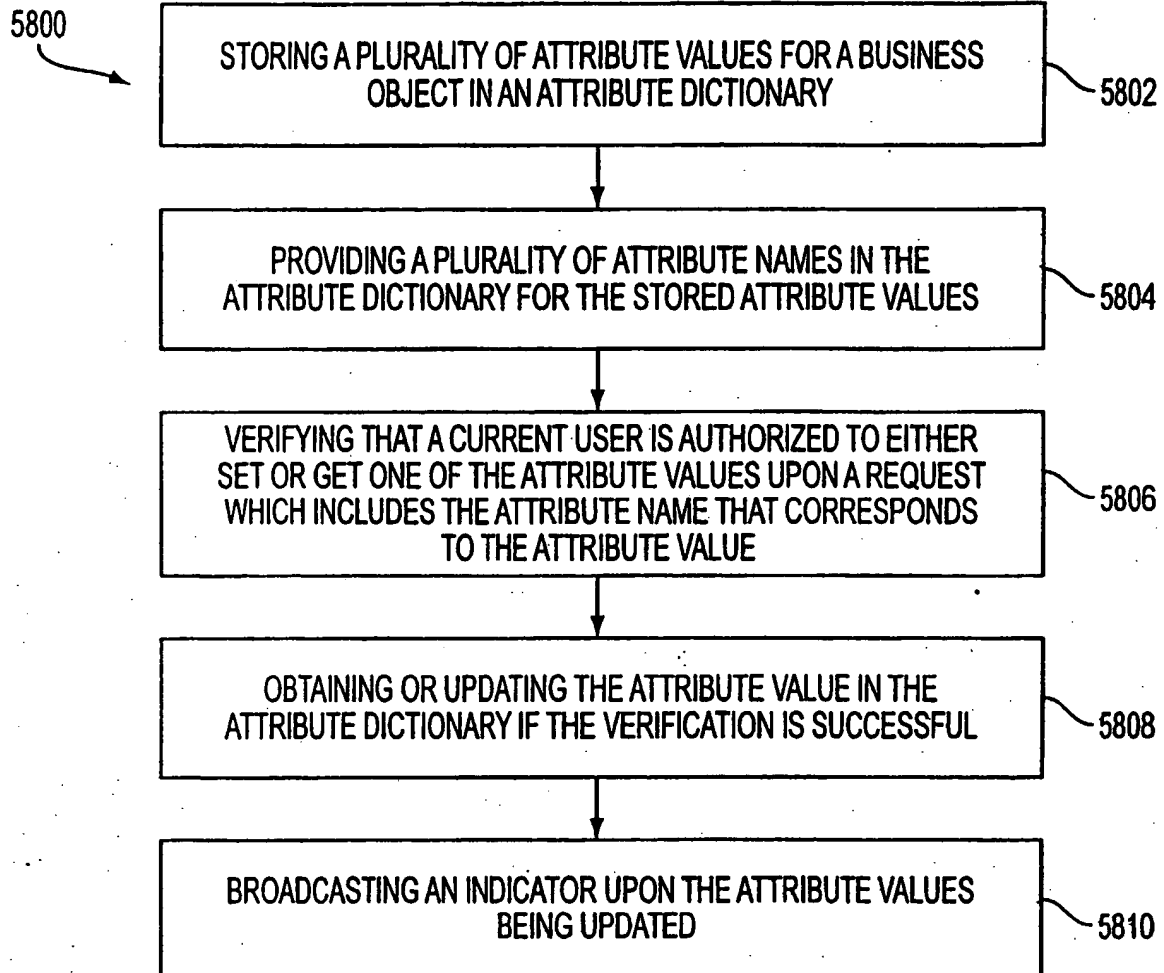 5800
STORING A PLURALITY OF ATTRIBUTE VALUES FOR A BUSINESS
OBJECT IN AN ATTRIBUTE DICTIONARY
5802
PROVIDING A PLURALITY OF ATTRIBUTE NAMES IN THE
ATTRIBUTE DICTIONARY FOR THE STORED ATTRIBUTE VALUES
5804
VERIFYING THAT A CURRENT USER IS AUTHORIZED TO EITHER
SET OR GET ONE OF THE ATTRIBUTE VALUES UPON A REQUEST
WHICH INCLUDES THE ATTRIBUTE NAME THAT CORRESPONDS
TO THE ATTRIBUTE VALUE
5806
OBTAINING OR UPDATING THE ATTRIBUTE VALUE IN THE
ATTRIBUTE DICTIONARY IF THE VERIFICATION IS SUCCESSFUL
5808
BROADCASTING AN INDICATOR UPON THE ATTRIBUTE VALUES
BEING UPDATED
5810